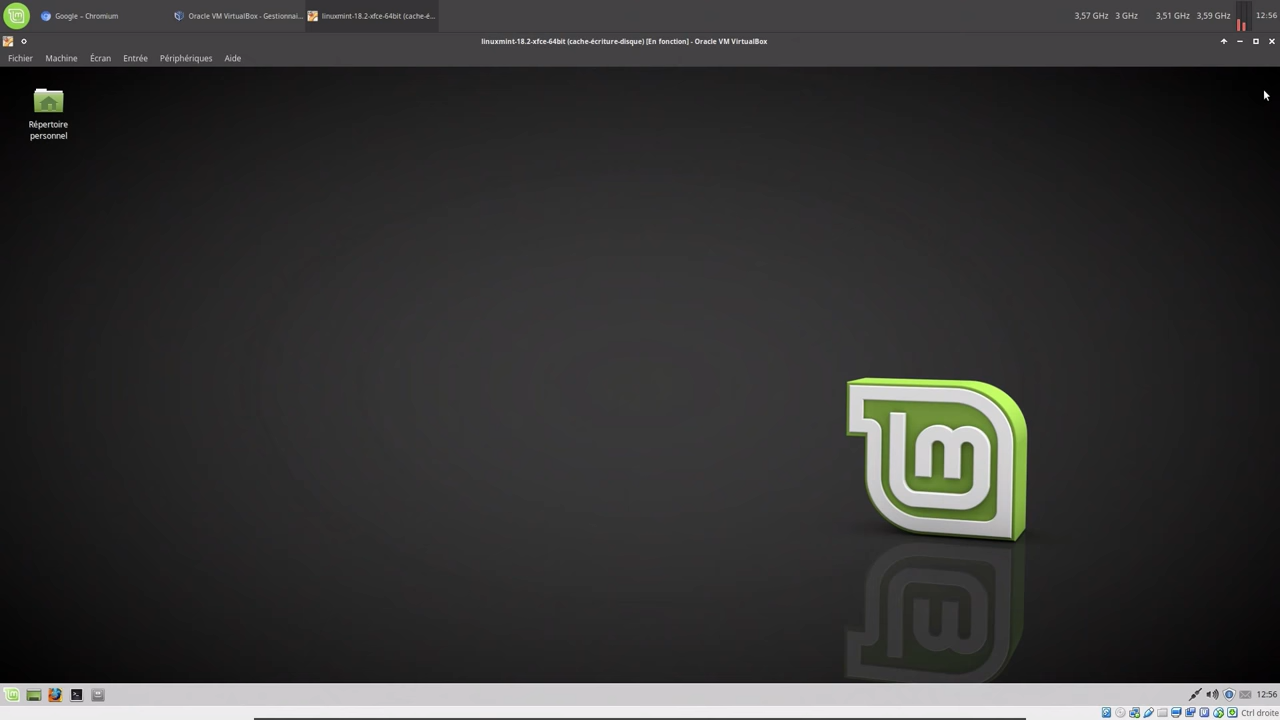 Google – Chromium
Oracle VM VirtualBox - Gestionnai...
linuxmint-18.2-xfce-64bit (cache-é...
3,57 GHz 3 GHz 3,51 GHz 3,59 GHz 12:56
linuxmint-18.2-xfce-64bit (cache-écriture-disque) [En fonction] - Oracle VM VirtualBox
Fichier Machine Écran Entrée Périphériques Aide
Répertoire
personnel
lm
12:56
Ctrl droite